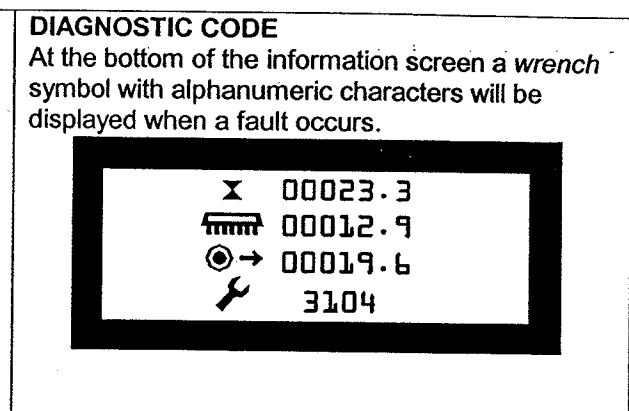 DIAGNOSTIC CODE
At the bottom of the information screen a wrench
symbol with alphanumeric characters will be
displayed when a fault occurs.
00023.3
00012.9
00019.6
3104